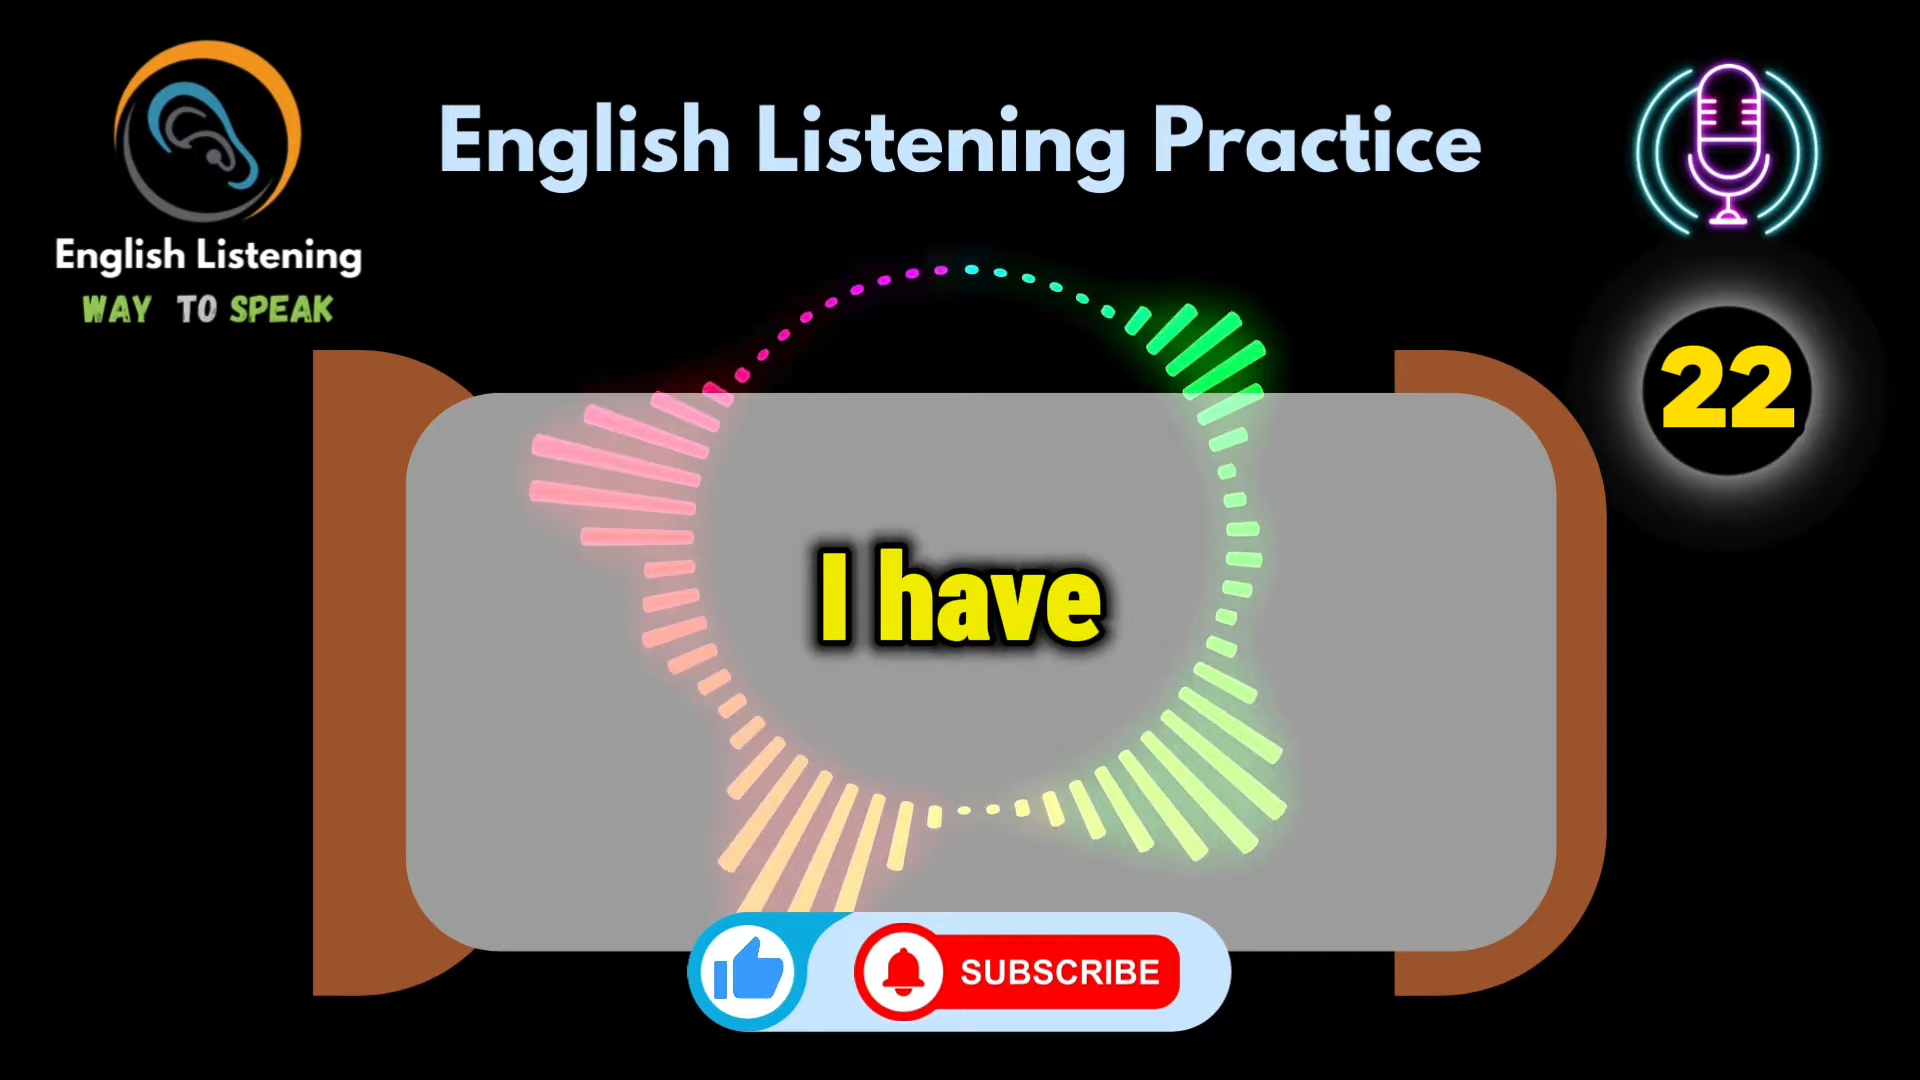 English Listening Practice
English Listening
WAY TO SPEAK
22
I have
SUBSCRIBE